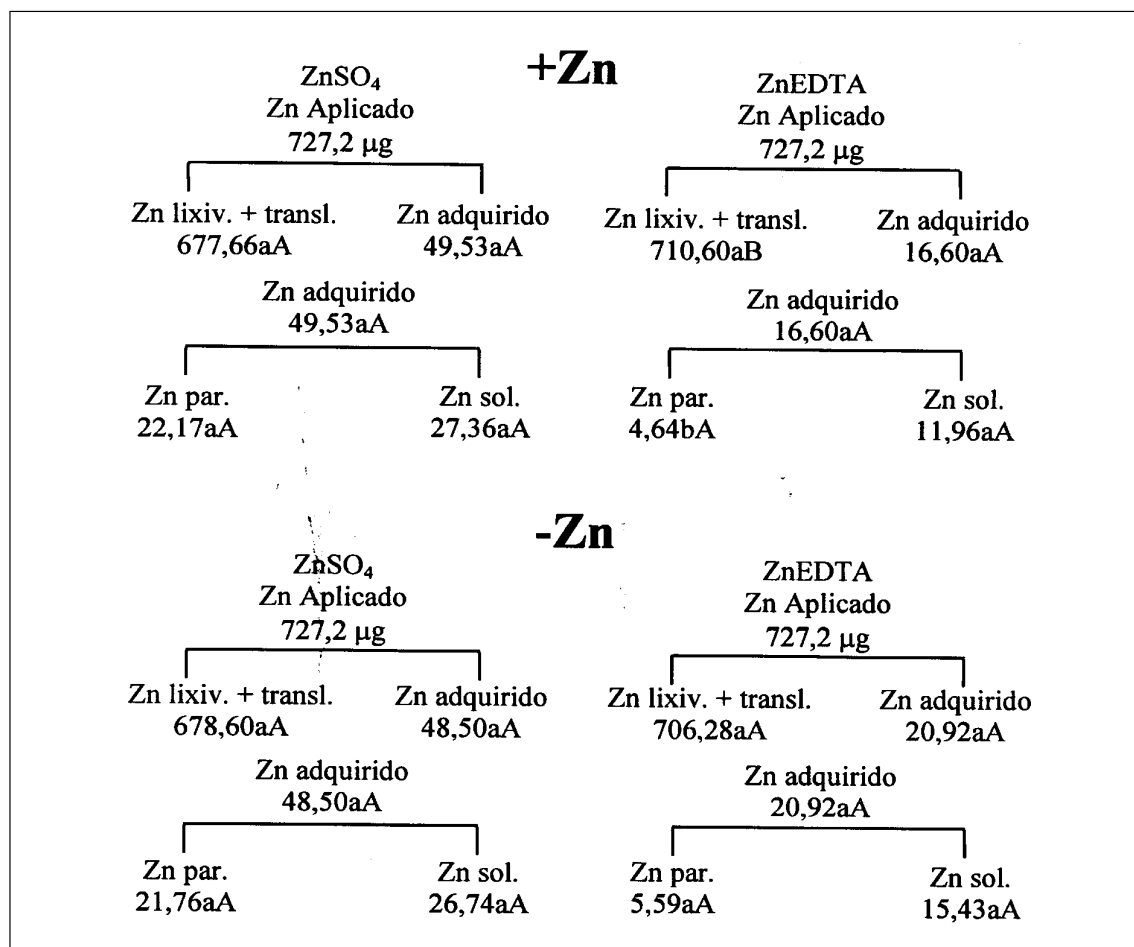 +Zn
ZnSO₄
Zn Aplicado
727,2 µg
Zn lixiv. + transl.
677,66aA
Zn adquirido
49,53aA
Zn adquirido
49,53aA
Zn par.
22,17aA
Zn sol.
27,36aA
ZnEDTA
Zn Aplicado
727,2 µg
Zn lixiv. + transl.
710,60aB
Zn adquirido
16,60aA
Zn adquirido
16,60aA
Zn par.
4,64bA
Zn sol.
11,96aA
-Zn
ZnSO₄
Zn Aplicado
727,2 µg
Zn lixiv. + transl.
678,60aA
Zn adquirido
48,50aA
Zn adquirido
48,50aA
Zn par.
21,76aA
Zn sol.
26,74aA
ZnEDTA
Zn Aplicado
727,2 µg
Zn lixiv. + transl.
706,28aA
Zn adquirido
20,92aA
Zn adquirido
20,92aA
Zn par.
5,59aA
Zn sol.
15,43aA